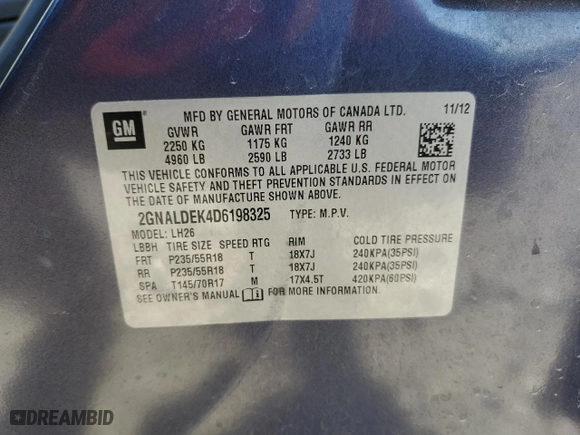 MFD BY GENERAL MOTORS OF CANADA LTD. 11/12
GM
GVWR GAWR FRT GAWR RR
2250 KG 1175 KG 1240 KG
4960 LB 2590 LB 2733 LB
THIS VEHICLE CONFORMS TO ALL APPLICABLE U.S. FEDERAL MOTOR
VEHICLE SAFETY AND THEFT PREVENTION STANDARDS IN EFFECT ON
THE DATE OF MANUFACTURE SHOWN ABOVE.
2GNALDEK4D6198325 TYPE: M.P.V.
MODEL: LH26
LBBH TIRE SIZE SPEED RTG RIM COLD TIRE PRESSURE
FRT P235/55R18 T 18X7J 240KPA(35PSI)
RR P235/55R18 T 18X7J 240KPA(35PSI)
SPA T145/70R17 M 17X4.5T 420KPA(60PSI)
SEE OWNER'S MANUAL FOR MORE INFORMATION.
DREAMBID